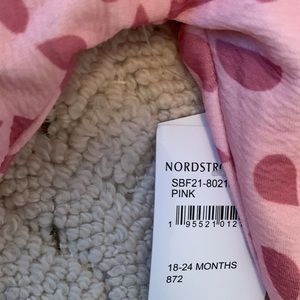 NORDSTR
SBF21-8021
PINK
1 95521 012
18-24 MONTHS
872